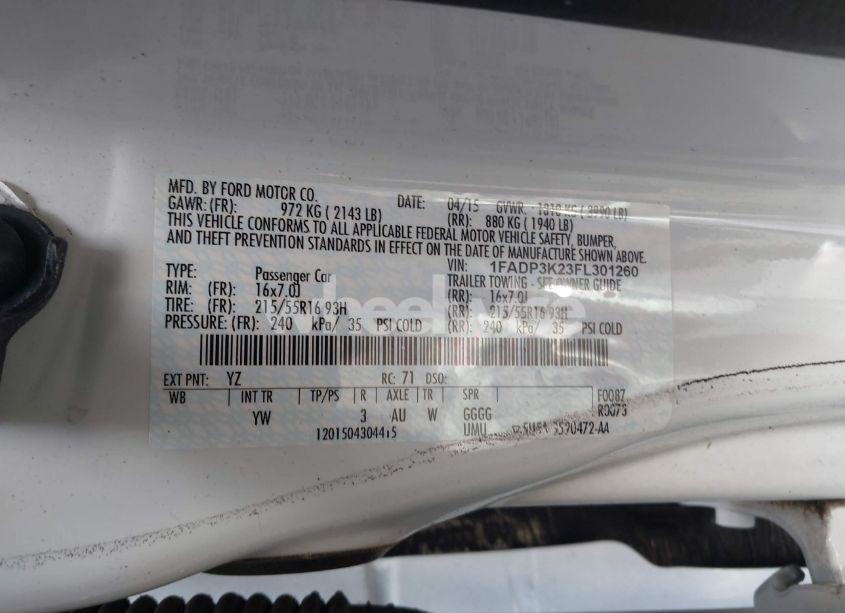 MFD. BY FORD MOTOR CO. DATE: 04/15 GVWR:
GAWR: (FR): 972 KG ( 2143 LB) (RR): 880 KG ( 1940 LB)
THIS VEHICLE CONFORMS TO ALL APPLICABLE FEDERAL MOTOR VEHICLE SAFETY, BUMPER,
AND THEFT PREVENTION STANDARDS IN EFFECT ON THE DATE OF MANUFACTURE SHOWN ABOVE.
VIN: 1FADP3K23FL301260
TYPE: Passenger Car TRAILER TOWING - SEE OWNER GUIDE
RIM: (FR): 16x7.0J (RR): 16x7.0J
TIRE: (FR): 215/55R16 93H (RR): 215/55R16 93H
PRESSURE: (FR): 240 kPa/ 35 PSI COLD (RR): 240 kPa/ 35 PSI COLD
EXT PNT: YZ RC: 71 DSO:
WB INT TR TP/PS R AXLE TR SPR F0087
YW 3 AU W GGGG R0073
UMU